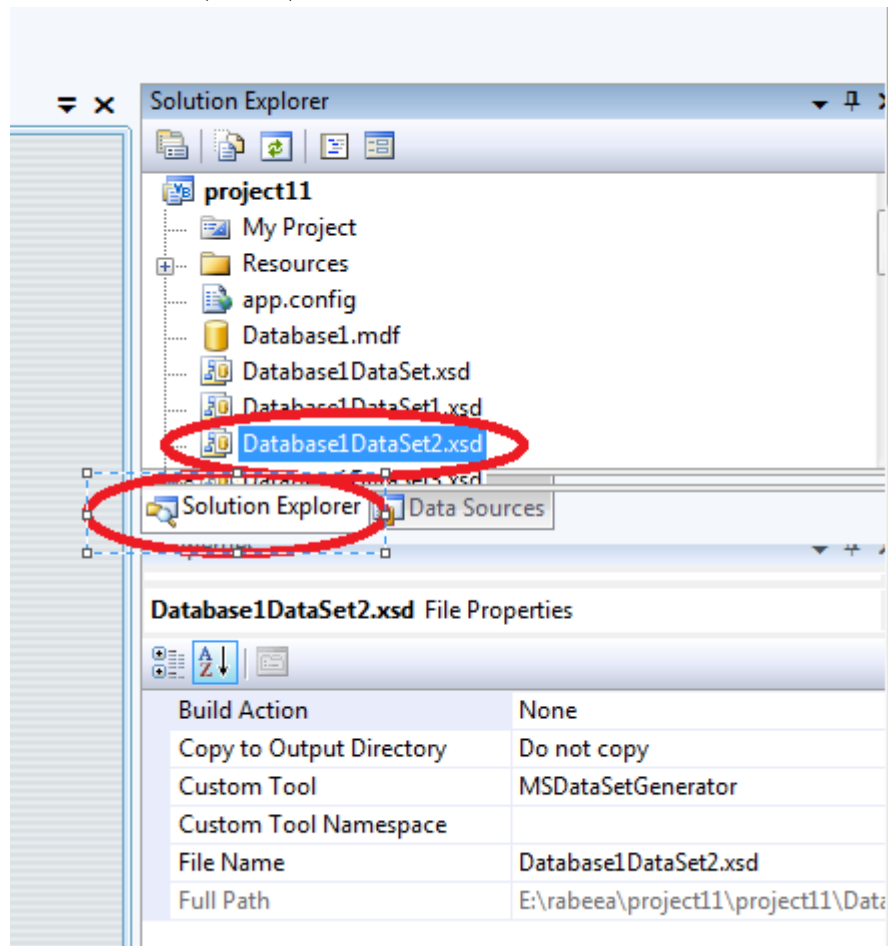 Solution Explorer
project11
My Project
Resources
app.config
Database1.mdf
Database1DataSet.xsd
Database1DataSet1.xsd
Database1DataSet2.xsd
Solution Explorer
Data Sources
Database1DataSet2.xsd File Properties
Build Action None
Copy to Output Directory Do not copy
Custom Tool MSDataSetGenerator
Custom Tool Namespace
File Name Database1DataSet2.xsd
Full Path E:\rabeea\project11\project11\Data